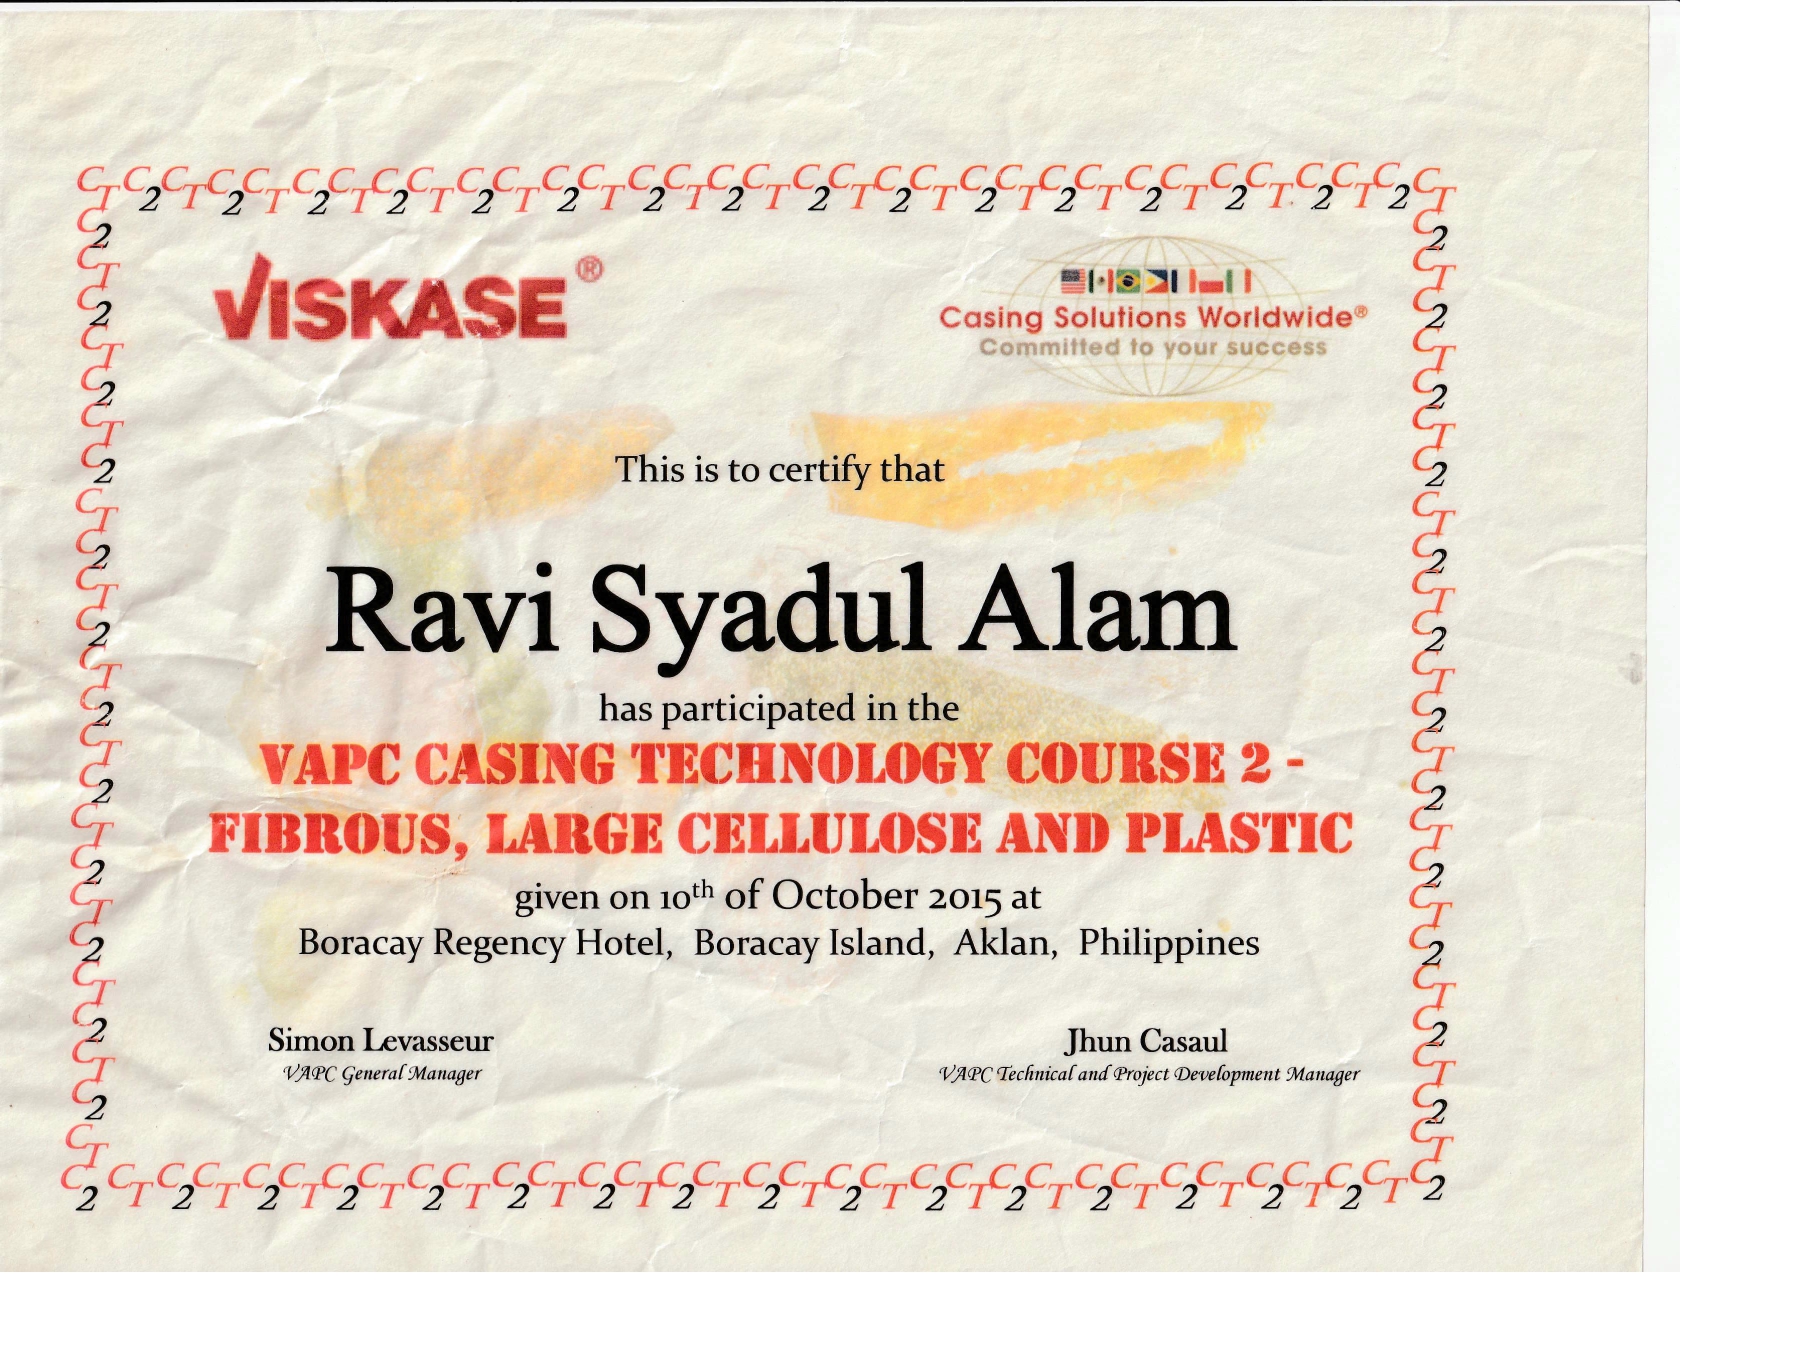 VISKASE®
Casing Solutions Worldwide®
Committed to your success
This is to certify that
Ravi Syadul Alam
has participated in the
VAPC CASING TECHNOLOGY COURSE 2 -
FIBROUS, LARGE CELLULOSE AND PLASTIC
given on 10th of October 2015 at
Boracay Regency Hotel, Boracay Island, Aklan, Philippines
Simon Levasseur
VAPC General Manager
Jhun Casaul
VAPC Technical and Project Development Manager